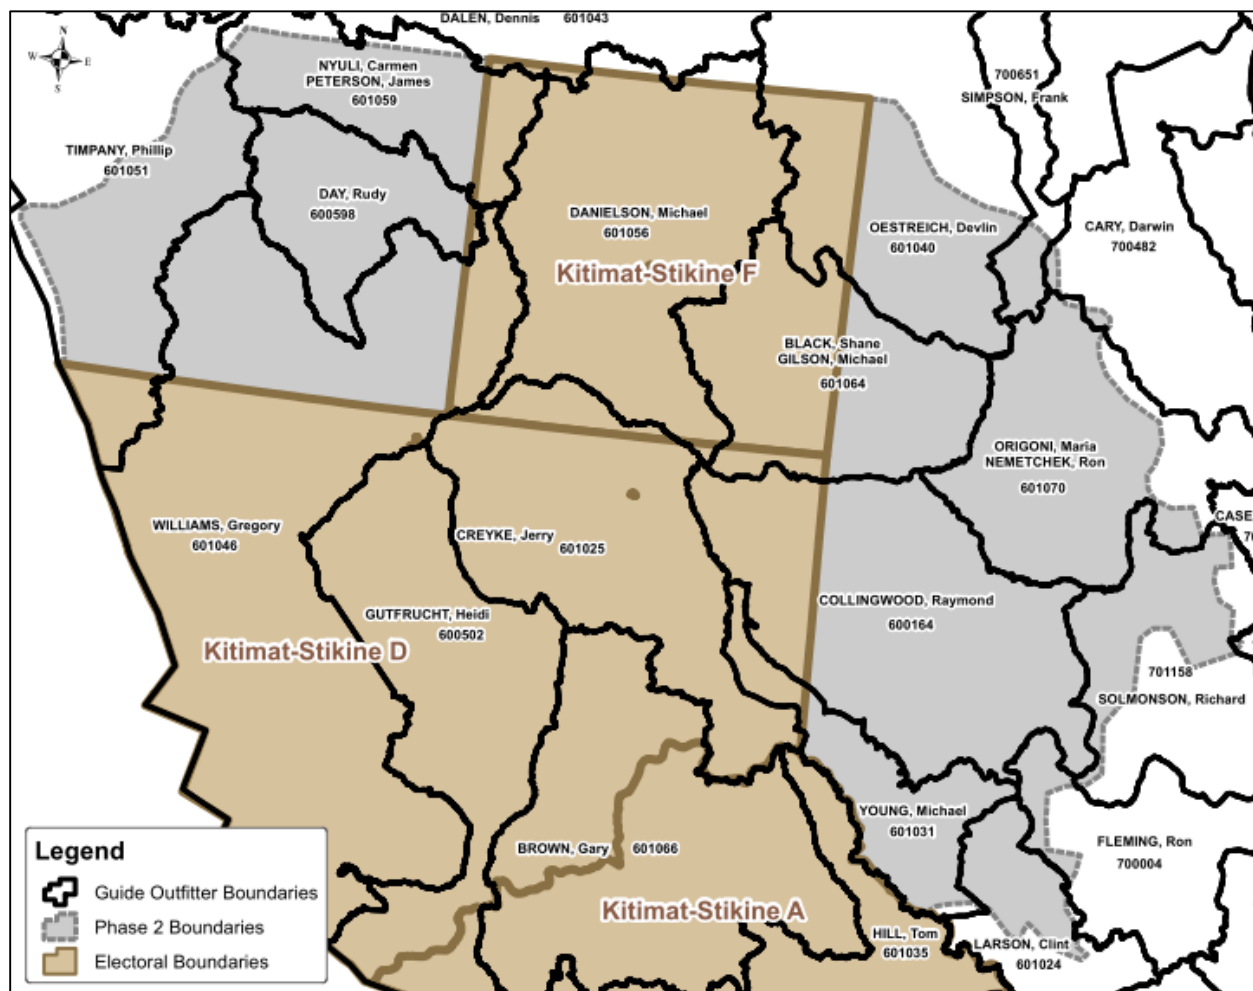 DALEN, Dennis 601043
N
W E
S
NYULI, Carmen
PETERSON, James
601059
700651
SIMPSON, Frank
TIMPANY, Phillip
601051
DAY, Rudy
600598
DANIELSON, Michael
601056
OESTREICH, Devlin
601040
CARY, Darwin
700482
Kitimat-Stikine F
BLACK, Shane
GILSON, Michael
601064
ORIGONI, Maria
NEMETCHEK, Ron
601070
WILLIAMS, Gregory
601046
CREYKE, Jerry 601025
CASE
70
GUTFRUCHT, Heidi
600502
COLLINGWOOD, Raymond
600164
Kitimat-Stikine D
701158
SOLMONSON, Richard
YOUNG, Michael
601031
BROWN, Gary 601066
FLEMING, Ron
700004
Kitimat-Stikine A
HILL, Tom
601035
LARSON, Clint
601024
Legend
Guide Outfitter Boundaries
Phase 2 Boundaries
Electoral Boundaries